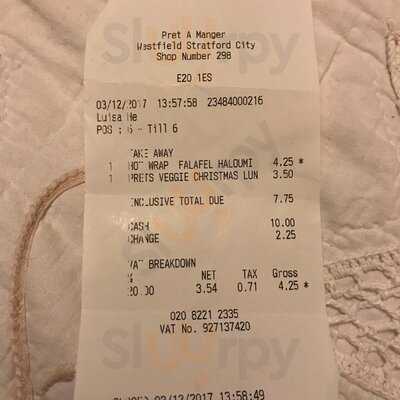 Pret A Manger
Westfield Stratford City
Shop Number 298
E20 1ES
03/12/2017 13:57:58 23484000216
Luisa He
POS : 6 - Till 6
TAKE AWAY
1 HOT WRAP FALAFEL HALOUMI 4.25 *
1 PRETS VEGGIE CHRISTMAS LUN 3.50
INCLUSIVE TOTAL DUE 7.75
CASH 10.00
CHANGE 2.25
VAT BREAKDOWN
% NET TAX Gross
20.00 3.54 0.71 4.25 *
020 8221 2335
VAT No. 927137420
03/12/2017 13:58:49
Slurrpy
Slurrpy